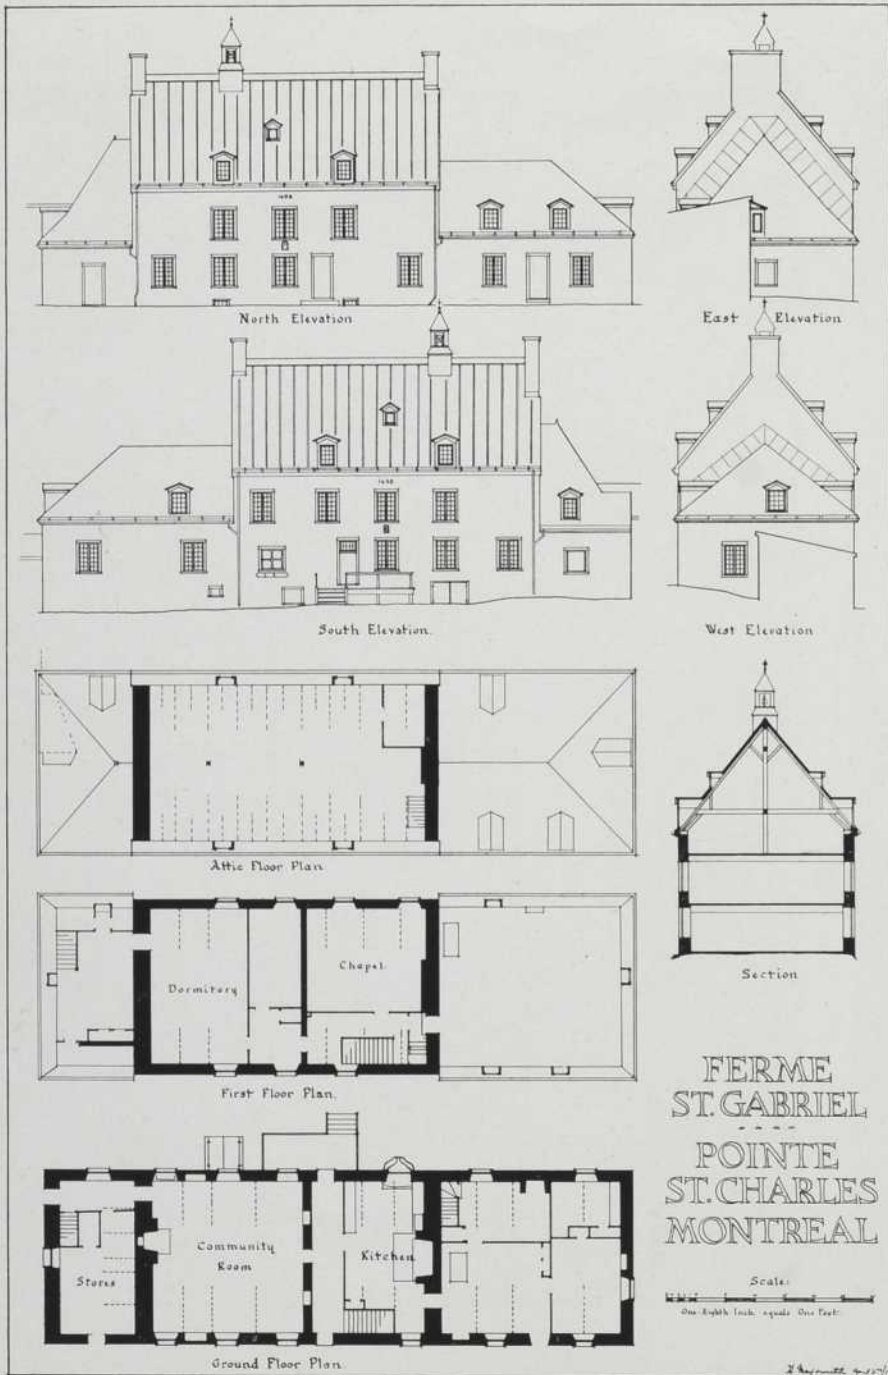 1698
North Elevation
East Elevation
1698
South Elevation.
West Elevation
Attic Floor Plan
Section
Dormitory
Chapel.
First Floor Plan.
FERME
ST. GABRIEL
POINTE
ST. CHARLES
MONTREAL
Stores
Community
Room
Kitchen
Ground Floor Plan.
Scale:
One-Eighth Inch equals One Foot.